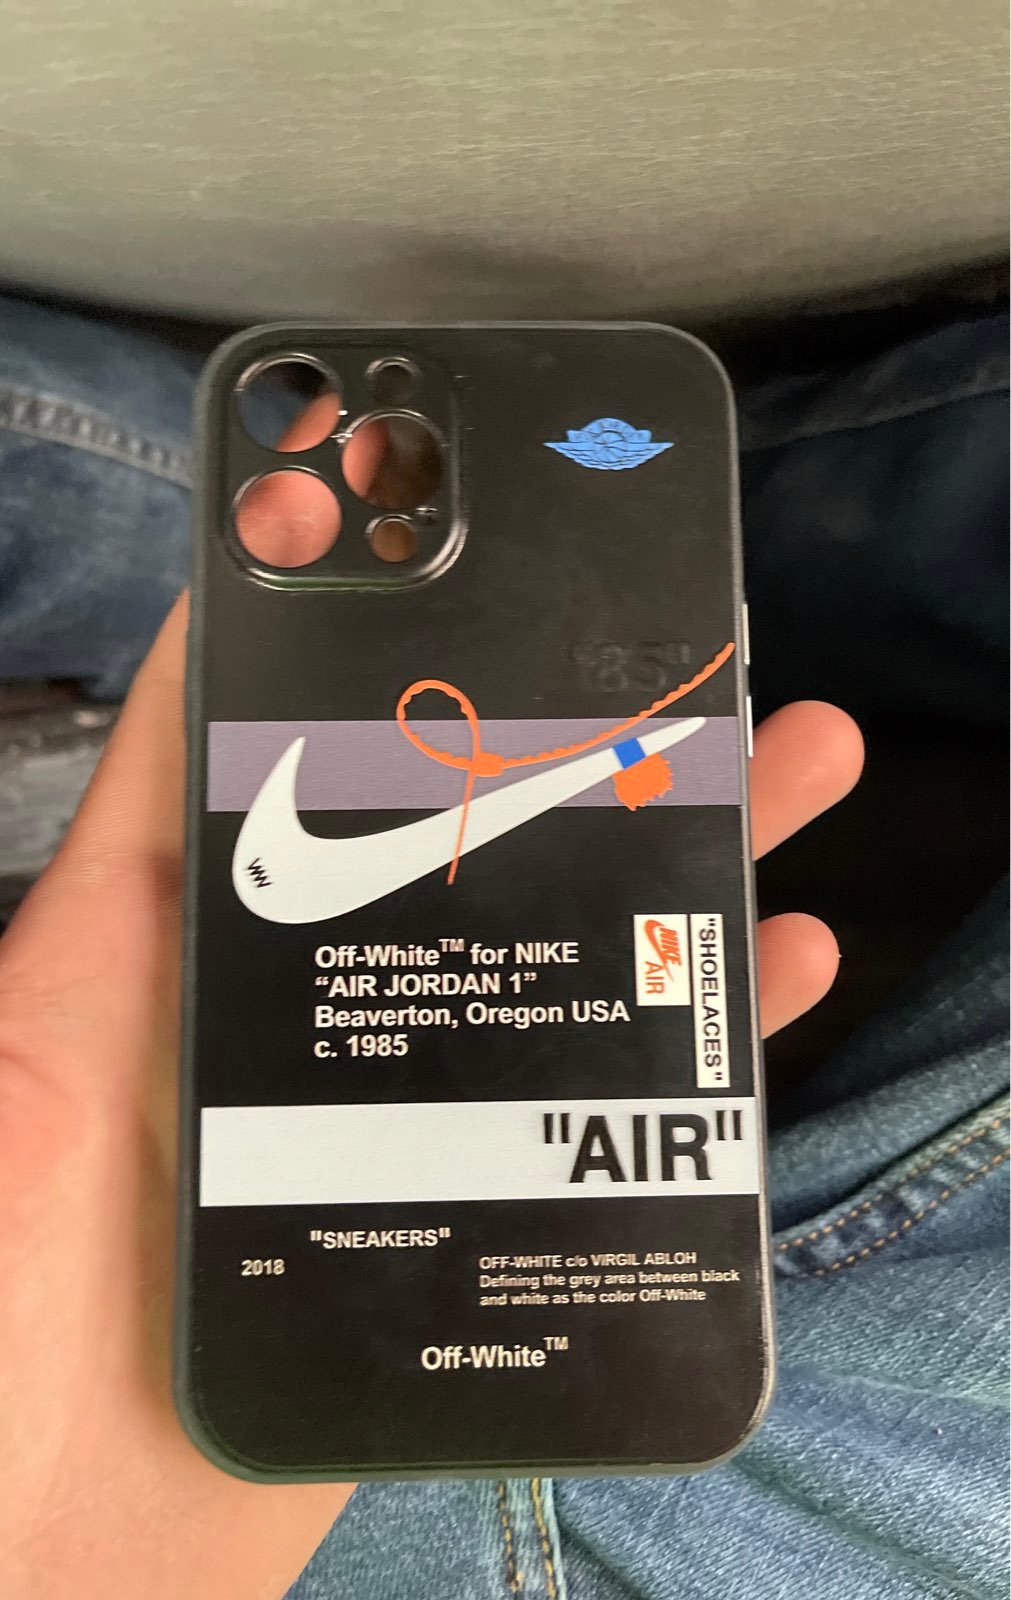 "85"
Off-White™ for NIKE
“AIR JORDAN 1”
Beaverton, Oregon USA
c. 1985
NIKE
AIR
"SHOELACES"
"AIR"
"SNEAKERS"
2018
OFF-WHITE c/o VIRGIL ABLOH
Defining the grey area between black
and white as the color Off-White
Off-White™